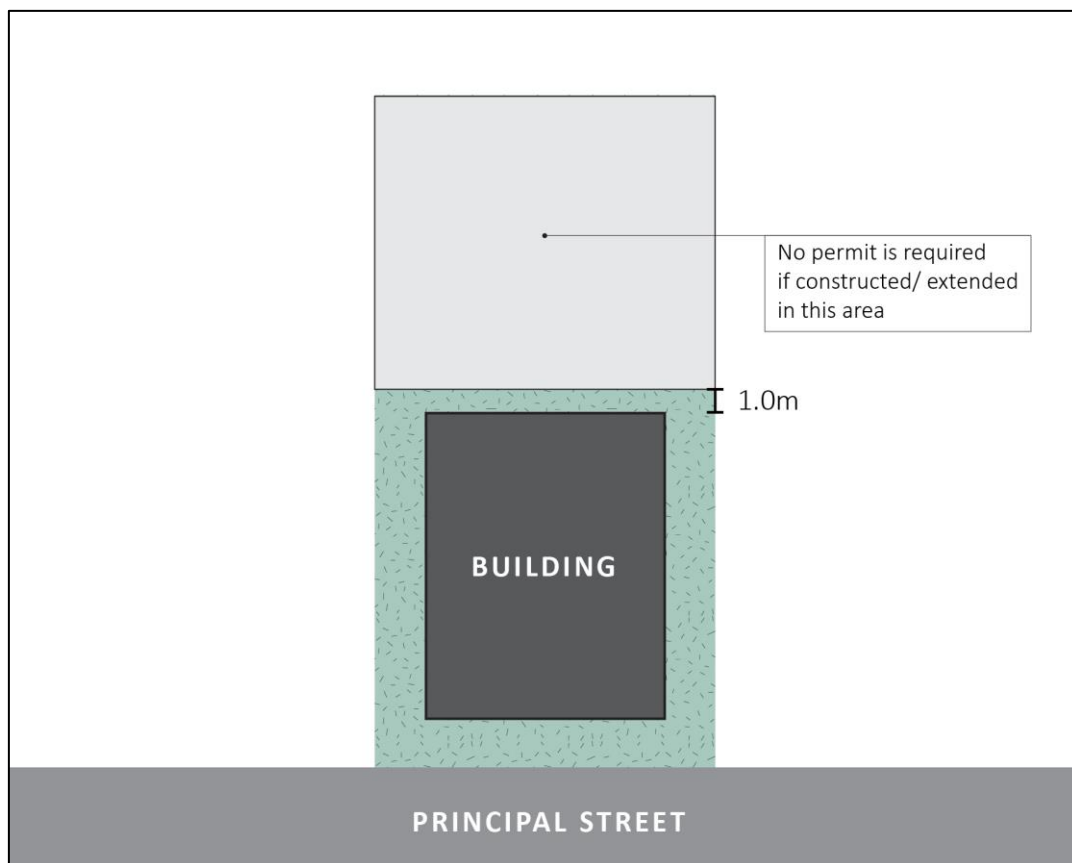 No permit is required
if constructed/ extended
in this area
1.0m
BUILDING
PRINCIPAL STREET